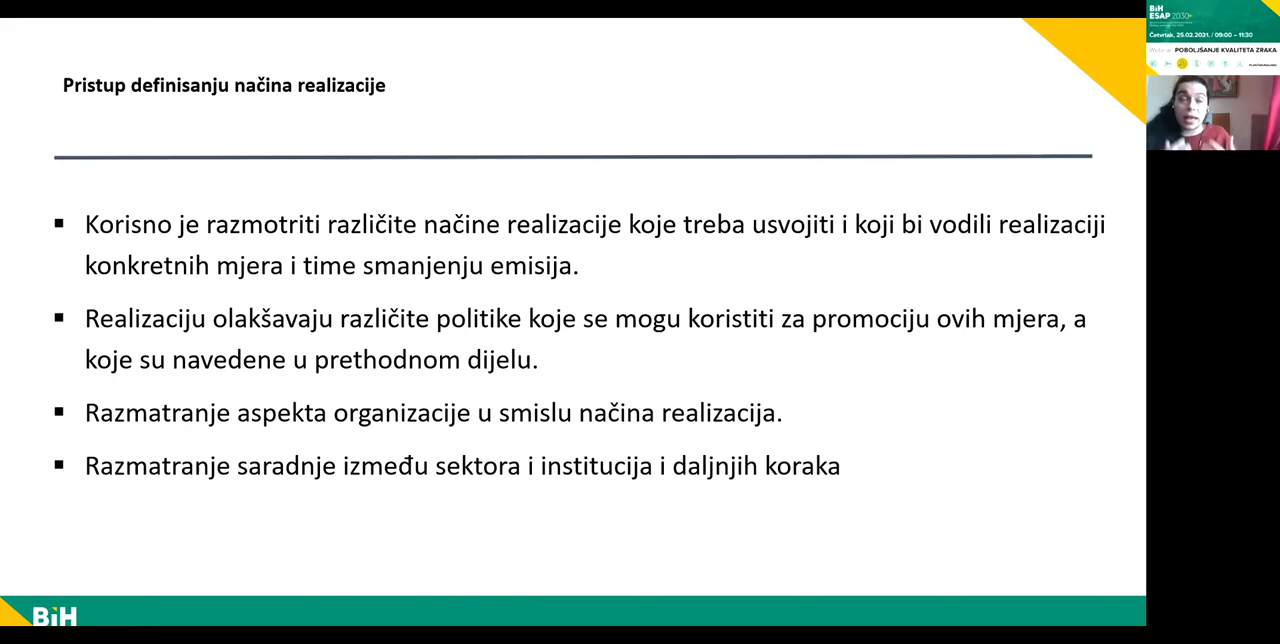 Pristup definisanju načina realizacije
▪ Korisno je razmotriti različite načine realizacije koje treba usvojiti i koji bi vodili realizaciji
konkretnih mjera i time smanjenju emisija.
▪ Realizaciju olakšavaju različite politike koje se mogu koristiti za promociju ovih mjera, a
koje su navedene u prethodnom dijelu.
▪ Razmatranje aspekta organizacije u smislu načina realizacija.
▪ Razmatranje saradnje između sektora i institucija i daljnjih koraka
BiH
BiH
ESAP 2030+
Četvrtak, 25.02.2021. / 09:00 – 11:30
Webinar: POBOLJŠANJE KVALITETA ZRAKA